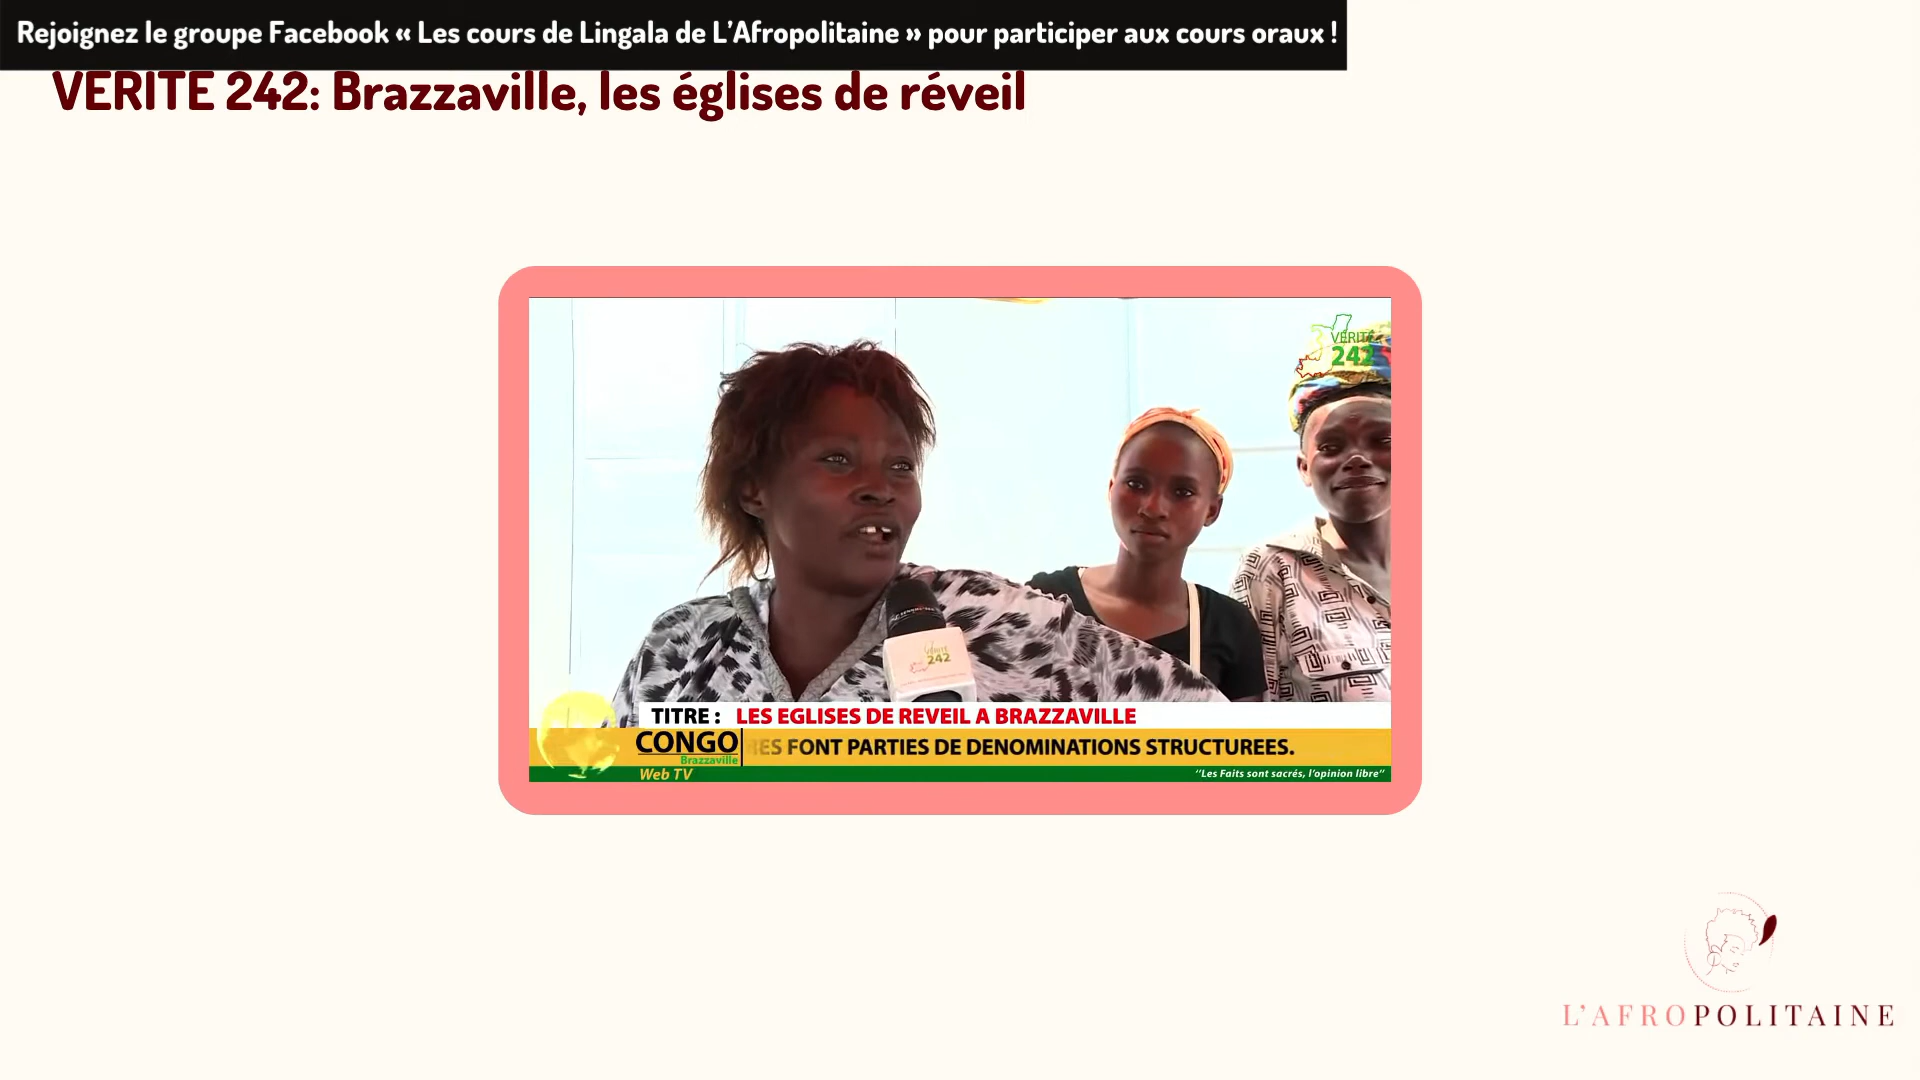 Rejoignez le groupe Facebook « Les cours de Lingala de L'Afropolitaine » pour participer aux cours oraux !
VERITE 242: Brazzaville, les églises de réveil
VERITE
242
242
TITRE : LES EGLISES DE REVEIL A BRAZZAVILLE
CONGO
RES FONT PARTIES DE DENOMINATIONS STRUCTUREES.
Brazzaville
Web TV
"Les Faits sont sacrés, l'opinion libre"
L'AFROPOLITAINE